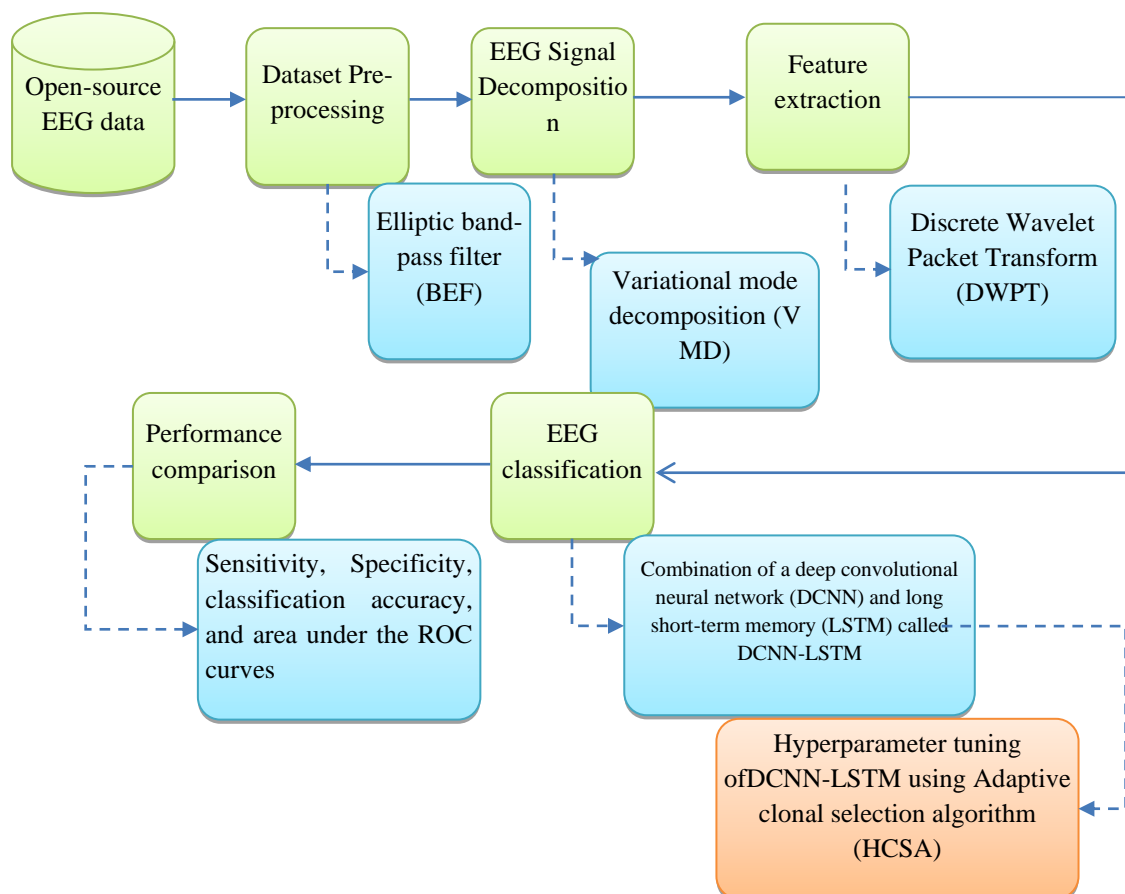 Open-source
EEG data
Dataset Pre-
processing
EEG Signal
Decompositio
n
Feature
extraction
Elliptic band-
pass filter
(BEF)
Variational mode
decomposition (V
MD)
Discrete Wavelet
Packet Transform
(DWPT)
Performance
comparison
EEG
classification
Sensitivity, Specificity,
classification accuracy,
and area under the ROC
curves
Combination of a deep convolutional
neural network (DCNN) and long
short-term memory (LSTM) called
DCNN-LSTM
Hyperparameter tuning
ofDCNN-LSTM using Adaptive
clonal selection algorithm
(HCSA)